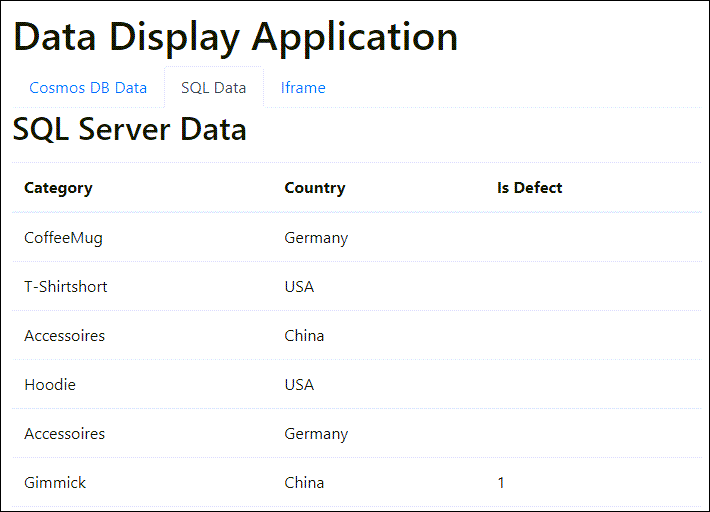 Data Display Application
Cosmos DB Data SQL Data Iframe
SQL Server Data
Category Country Is Defect
CoffeeMug Germany
T-Shirtshort USA
Accessoires China
Hoodie USA
Accessoires Germany
Gimmick China 1